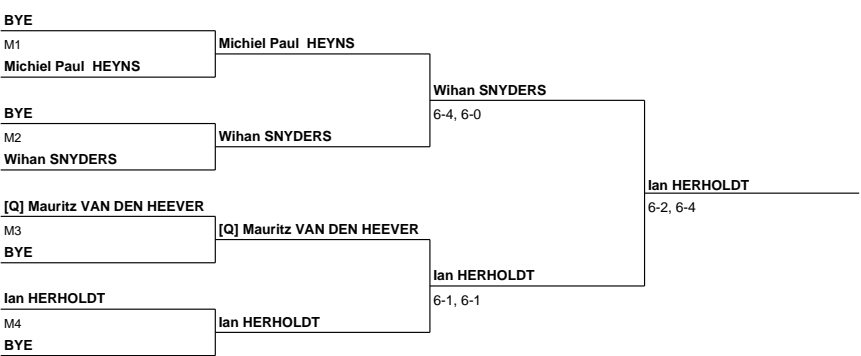 BYE
M1
Michiel Paul HEYNS
BYE
M2
Wihan SNYDERS
[Q] Mauritz VAN DEN HEEVER
M3
BYE
Ian HERHOLDT
M4
BYE
Michiel Paul HEYNS
Wihan SNYDERS
[Q] Mauritz VAN DEN HEEVER
Ian HERHOLDT
Wihan SNYDERS
6-4, 6-0
Ian HERHOLDT
6-1, 6-1
Ian HERHOLDT
6-2, 6-4